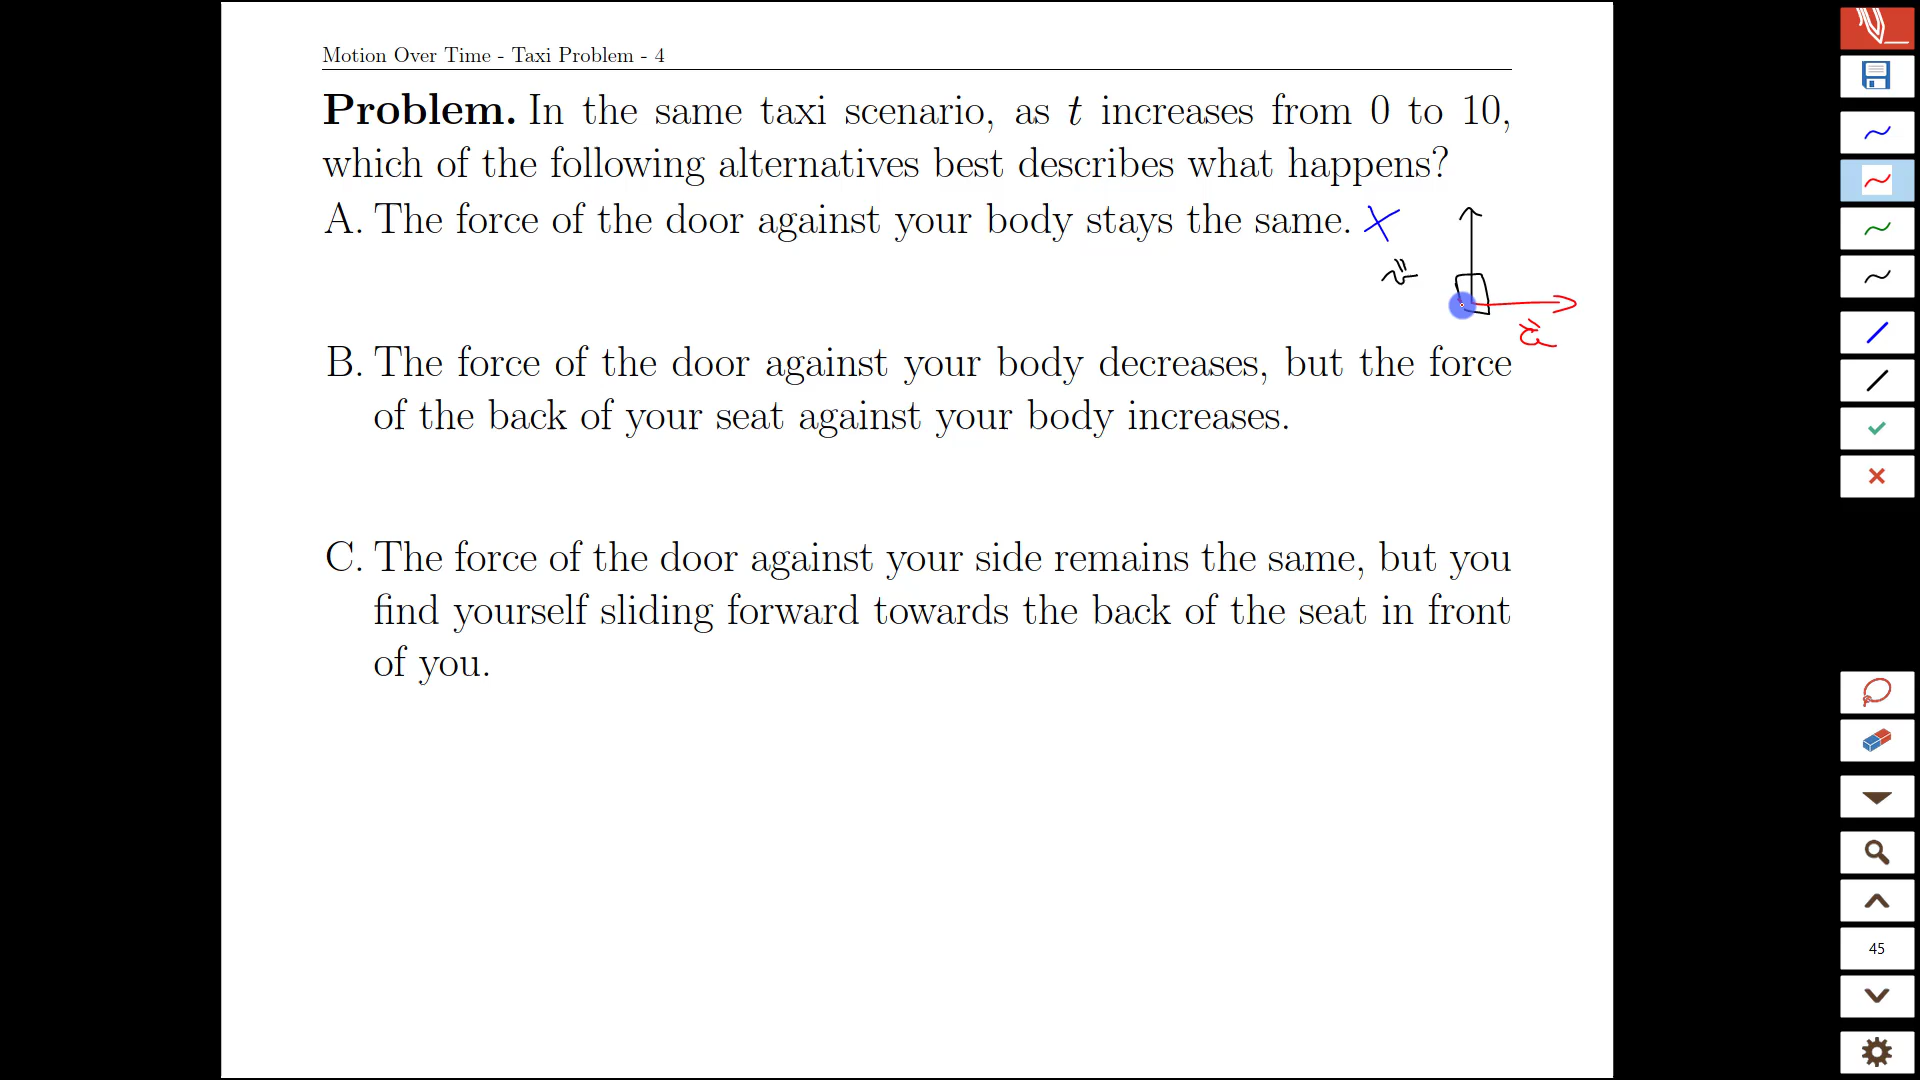 Motion Over Time - Taxi Problem - 4
Problem. In the same taxi scenario, as t increases from 0 to 10,
which of the following alternatives best describes what happens?
A. The force of the door against your body stays the same.
B. The force of the door against your body decreases, but the force
of the back of your seat against your body increases.
C. The force of the door against your side remains the same, but you
find yourself sliding forward towards the back of the seat in front
of you.
45